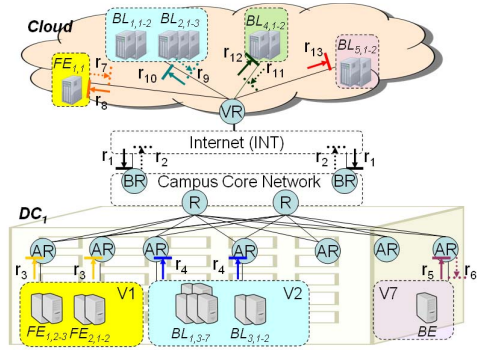 Cloud
BL1,1-2
BL2,1-3
BL4,1-2
BL5,1-2
FE1,1
r7
r8
r10
r9
r12
r11
r13
VR
Internet (INT)
r1
r2
r2
r1
BR
Campus Core Network
BR
R
R
DC1
AR
AR
AR
AR
AR
AR
AR
r3
r3
r4
r4
r5
r6
V1
V2
V7
FE1,2-3
FE2,1-2
BL1,3-7
BL3,1-2
BE